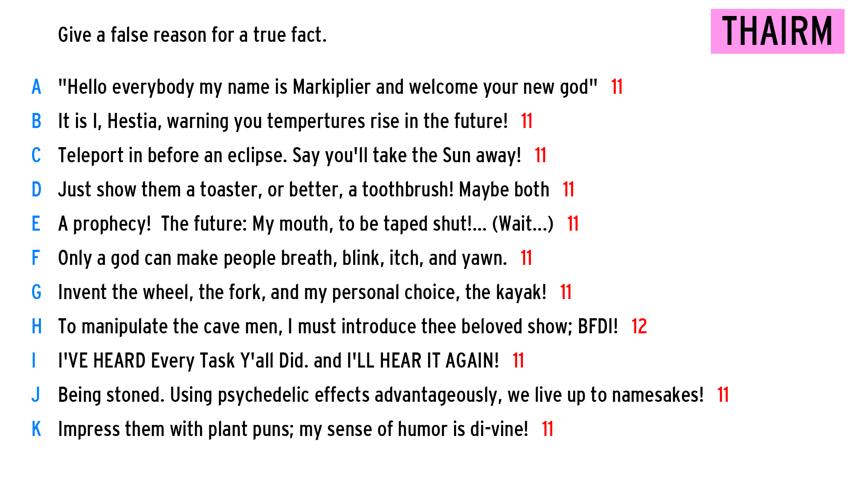 Give a false reason for a true fact.
THAIRM
A "Hello everybody my name is Markiplier and welcome your new god" 11
B It is I, Hestia, warning you tempertures rise in the future! 11
C Teleport in before an eclipse. Say you'll take the Sun away! 11
D Just show them a toaster, or better, a toothbrush! Maybe both 11
E A prophecy!  The future: My mouth, to be taped shut!... (Wait...) 11
F Only a god can make people breath, blink, itch, and yawn. 11
G Invent the wheel, the fork, and my personal choice, the kayak! 11
H To manipulate the cave men, I must introduce thee beloved show; BFDI! 12
I I'VE HEARD Every Task Y'all Did. and I'LL HEAR IT AGAIN! 11
J Being stoned. Using psychedelic effects advantageously, we live up to namesakes! 11
K Impress them with plant puns; my sense of humor is di-vine! 11